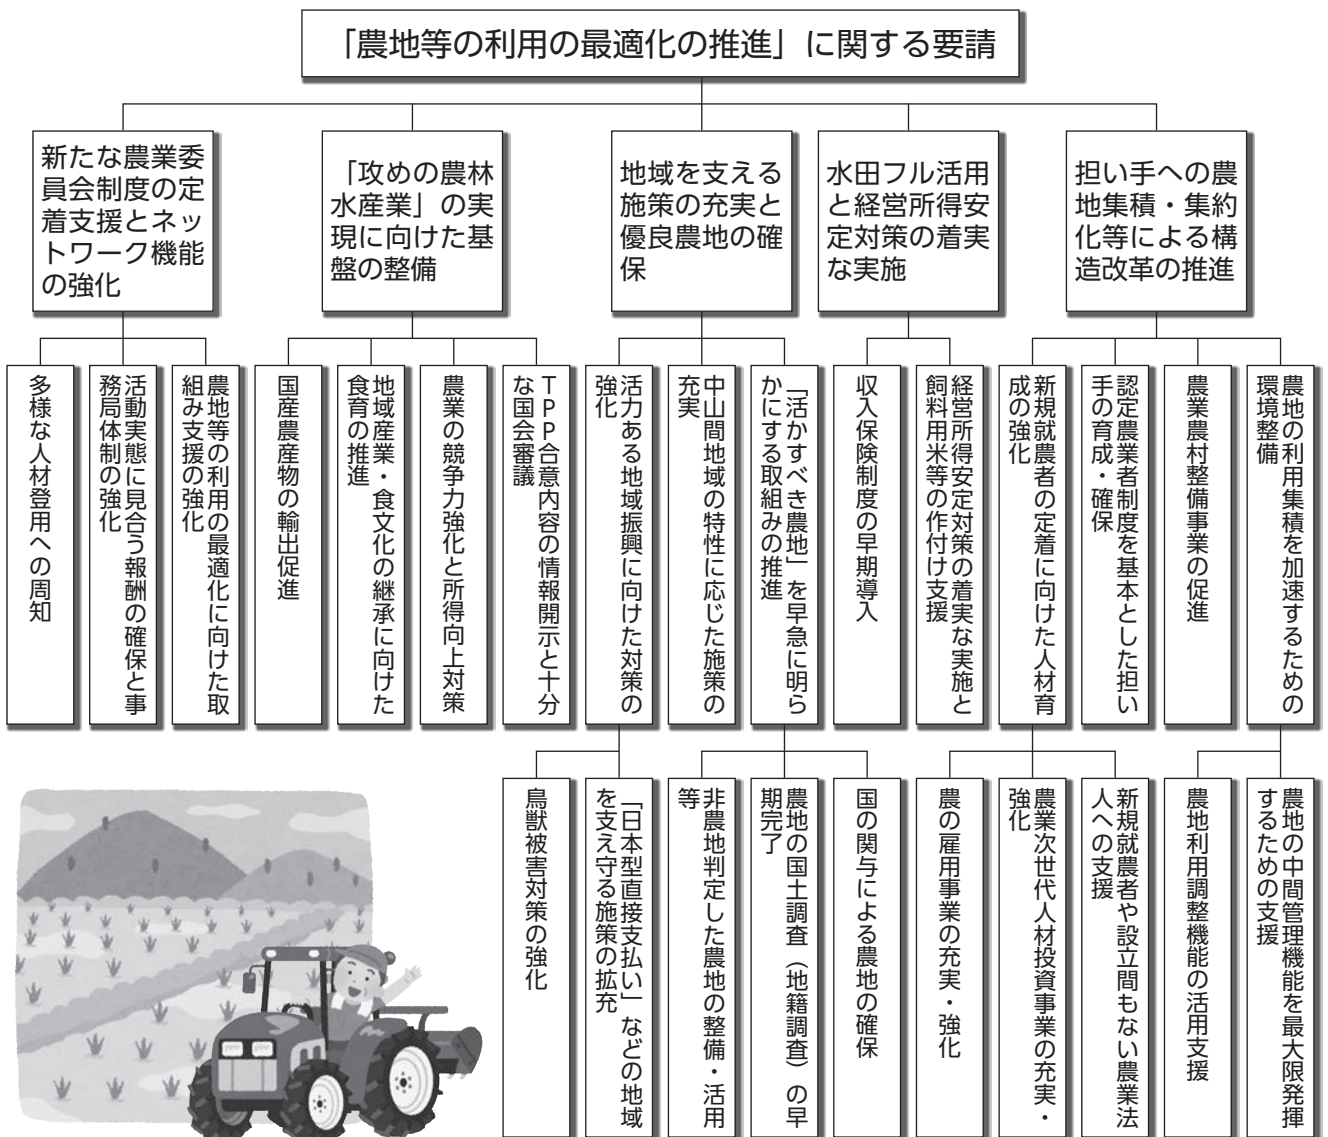 「農地等の利用の最適化の推進」に関する要請
担い手への農
地集積・集約
化等による構
造改革の推進
農地の利用集積を加速するための
環境整備
農地の中間管理機能を最大限発揮
するための支援
農地利用調整機能の活用支援
農業農村整備事業の促進
認定農業者制度を基本とした担い
手の育成・確保
新規就農者の定着に向けた人材育
成の強化
新規就農者や設立間もない農業法
人への支援
農業次世代人材投資事業の充実・
強化
農の雇用事業の充実・強化
水田フル活用
と経営所得安
定対策の着実
な実施
経営所得安定対策の着実な実施と
飼料用米等の作付け支援
収入保険制度の早期導入
地域を支える
施策の充実と
優良農地の確
保
「活かすべき農地」を早急に明ら
かにする取組みの推進
国の関与による農地の確保
農地の国土調査（地籍調査）の早
期完了
非農地判定した農地の整備・活用
等
中山間地域の特性に応じた施策の
充実
活力ある地域振興に向けた対策の
強化
「日本型直接支払い」などの地域
を支え守る施策の拡充
鳥獣被害対策の強化
「攻めの農林
水産業」の実
現に向けた基
盤の整備
TPP合意内容の情報開示と十分
な国会審議
農業の競争力強化と所得向上対策
地域産業・食文化の継承に向けた
食育の推進
国産農産物の輸出促進
新たな農業委
員会制度の定
着支援とネッ
トワーク機能
の強化
農地等の利用の最適化に向けた取
組み支援の強化
活動実態に見合う報酬の確保と事
務局体制の強化
多様な人材登用への周知